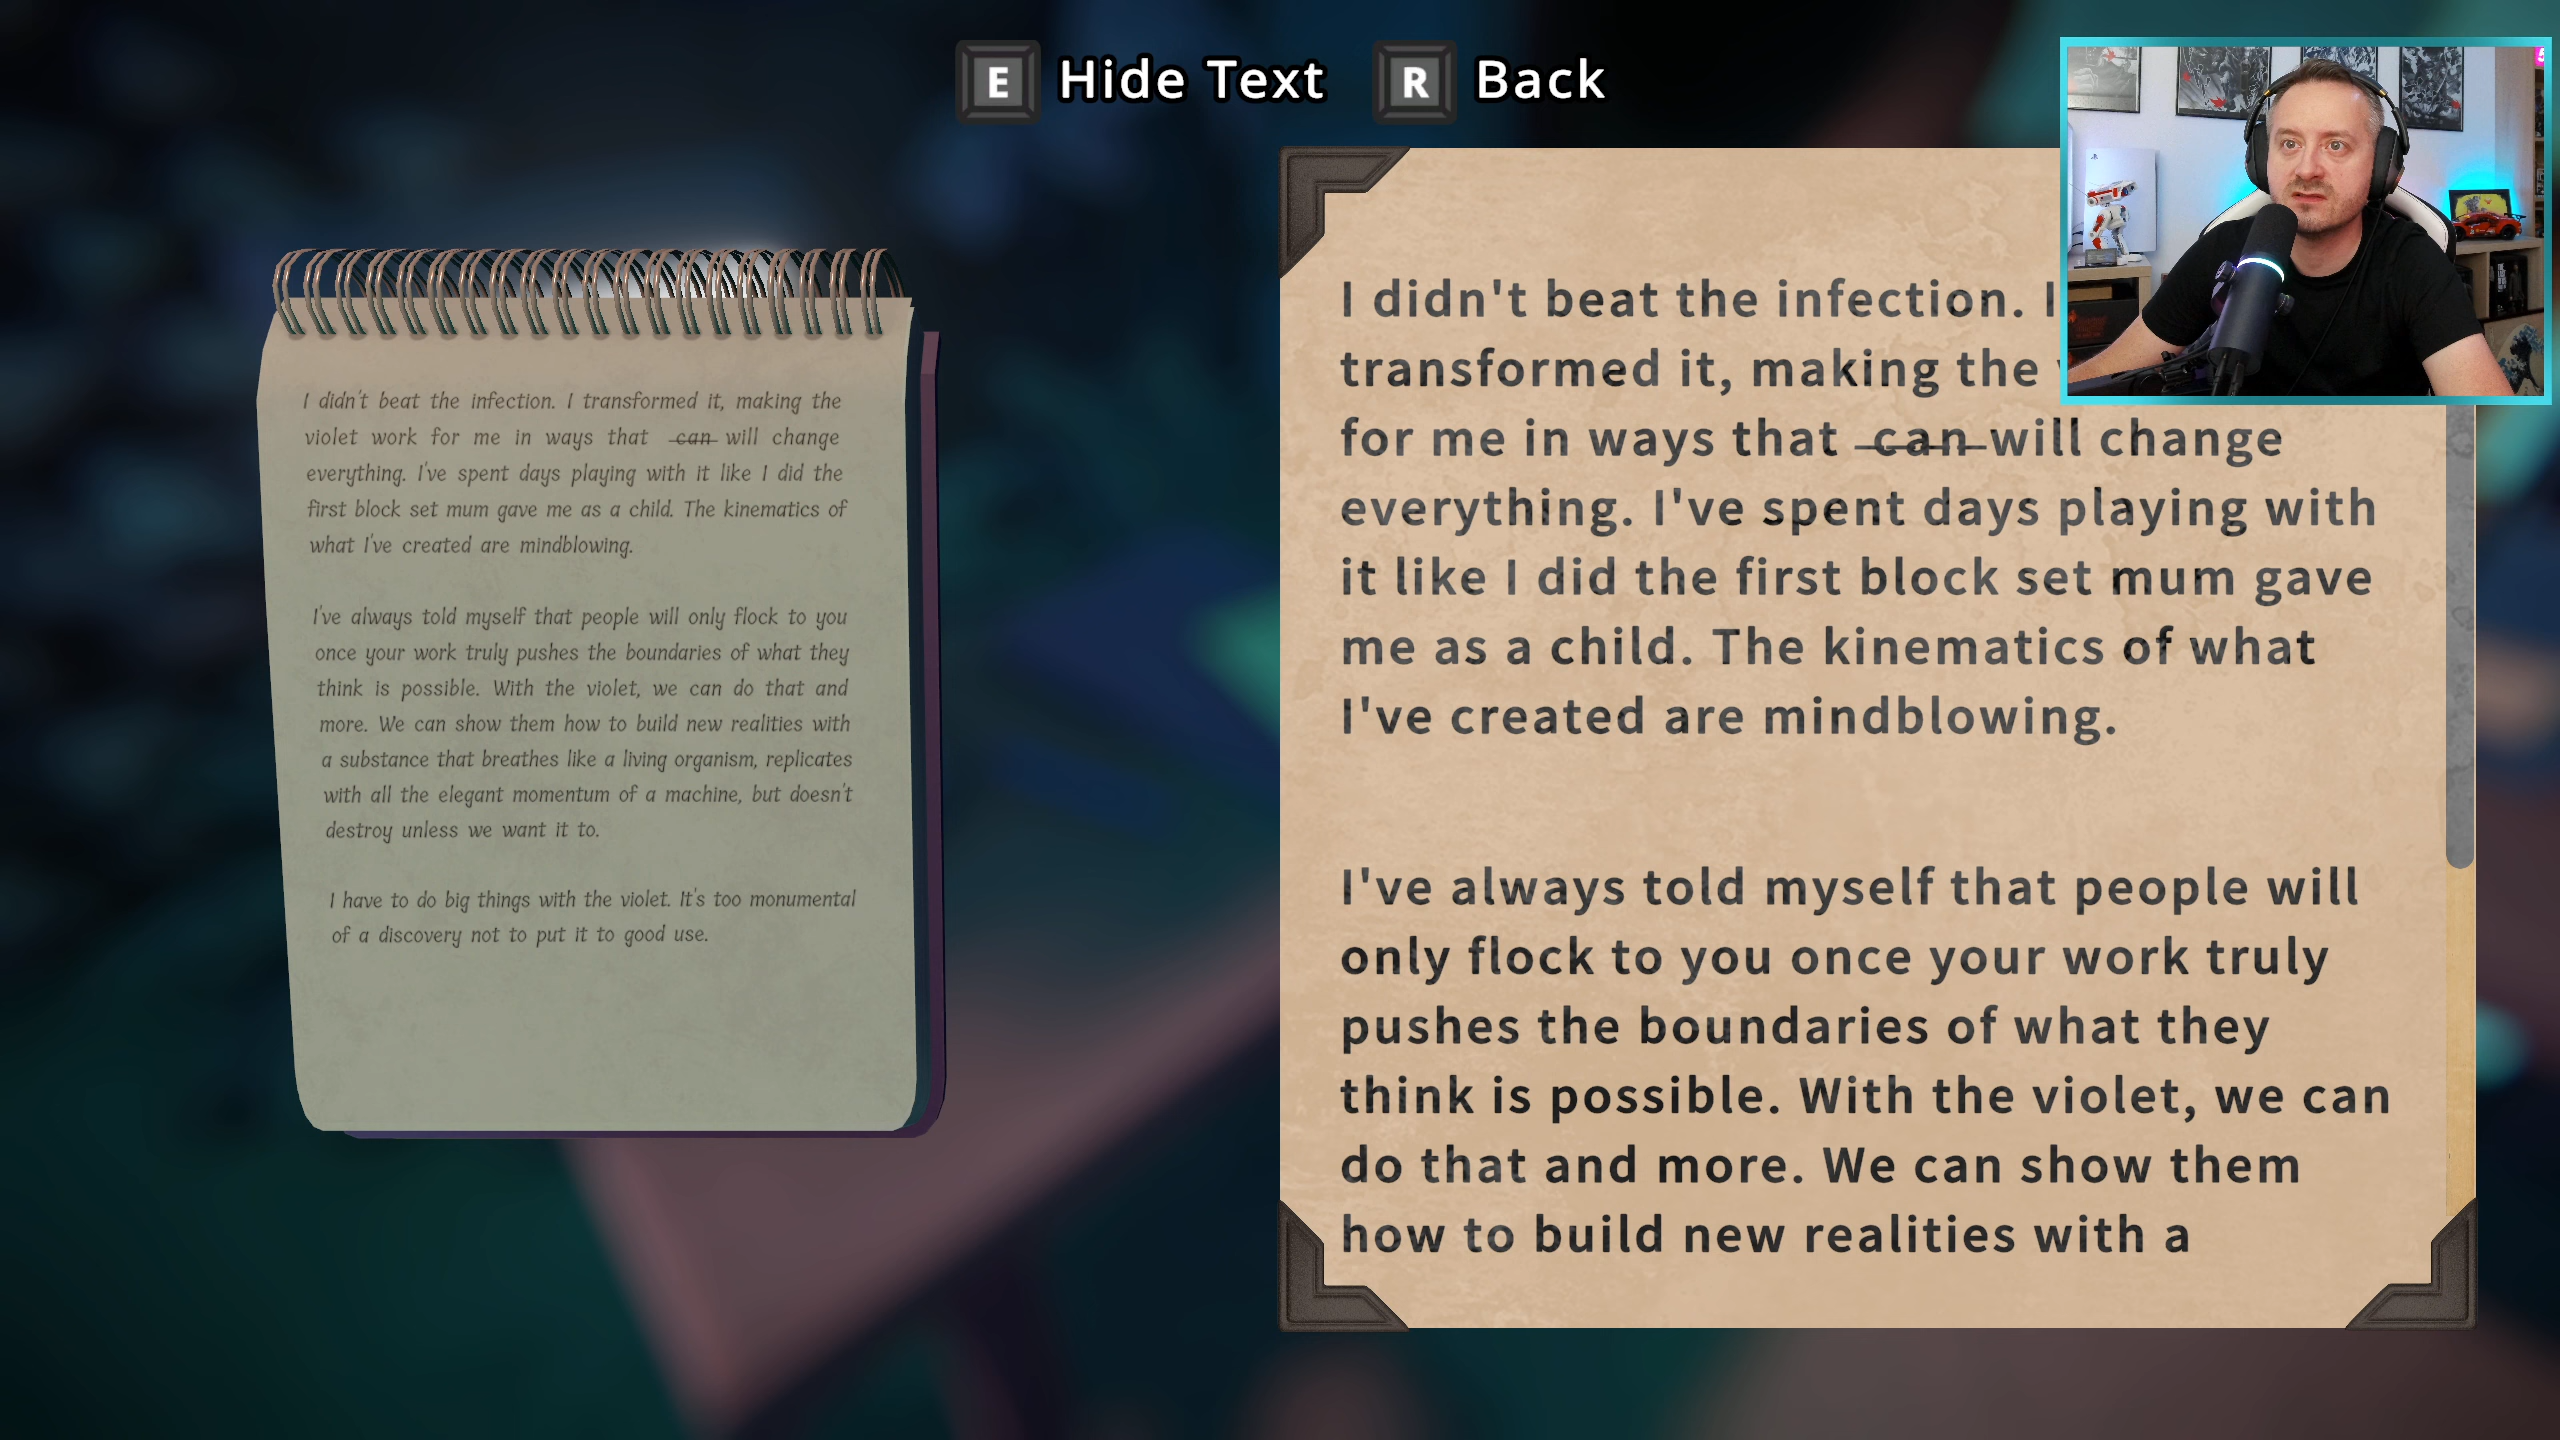 E Hide Text R Back
I didn't beat the infection. I transformed it, making the
violet work for me in ways that can will change
everything. I've spent days playing with it like I did the
first block set mum gave me as a child. The kinematics of
what I've created are mindblowing.
I've always told myself that people will only flock to you
once your work truly pushes the boundaries of what they
think is possible. With the violet, we can do that and
more. We can show them how to build new realities with
a substance that breathes like a living organism, replicates
with all the elegant momentum of a machine, but doesn't
destroy unless we want it to.
I have to do big things with the violet. It's too monumental
of a discovery not to put it to good use.
I didn't beat the infection. I
transformed it, making the
for me in ways that can will change
everything. I've spent days playing with
it like I did the first block set mum gave
me as a child. The kinematics of what
I've created are mindblowing.
I've always told myself that people will
only flock to you once your work truly
pushes the boundaries of what they
think is possible. With the violet, we can
do that and more. We can show them
how to build new realities with a